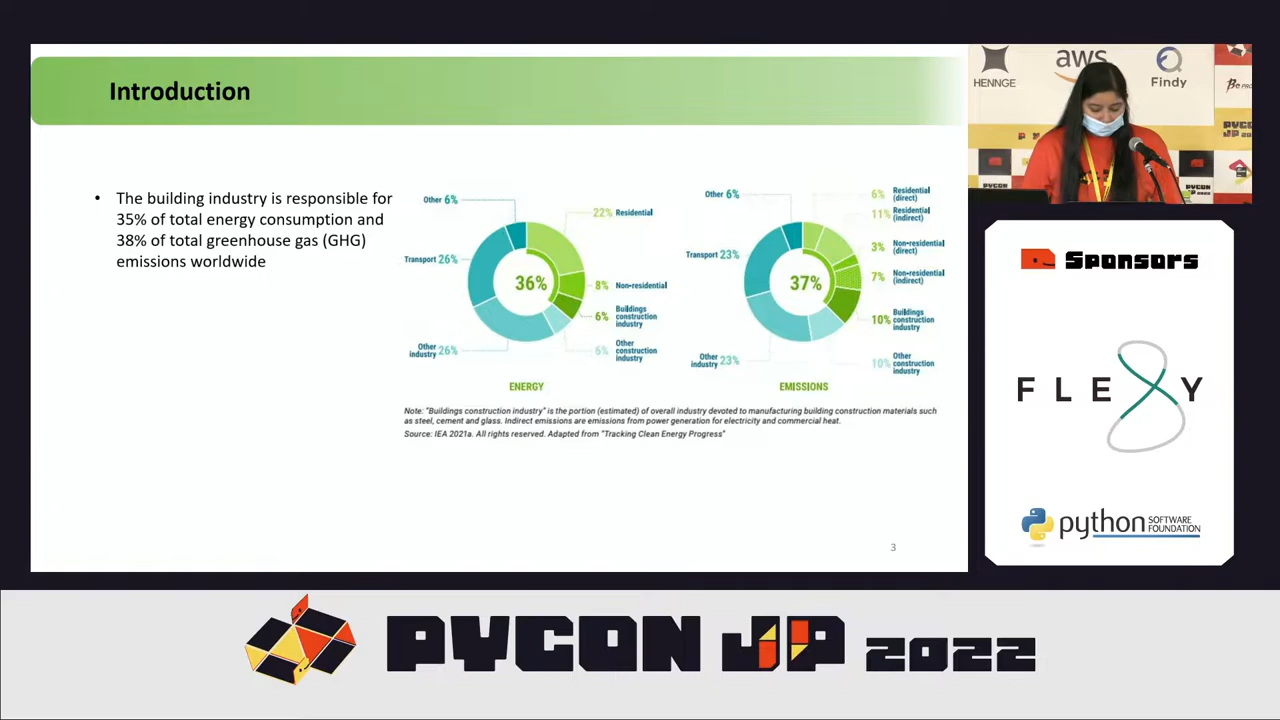 Introduction
• The building industry is responsible for
35% of total energy consumption and
38% of total greenhouse gas (GHG)
emissions worldwide
Other 6%
22% Residential
Transport 26%
36%
8% Non-residential
6% Buildings
construction
industry
Other
industry 26%
6% Other
construction
industry
ENERGY
Other 6%
6% Residential
(direct)
11% Residential
(indirect)
Transport 23%
37%
3% Non-residential
(direct)
7% Non-residential
(indirect)
10% Buildings
construction
industry
Other
industry 23%
10% Other
construction
industry
EMISSIONS
Note: "Buildings construction industry" is the portion (estimated) of overall industry devoted to manufacturing building construction materials such
as steel, cement and glass. Indirect emissions are emissions from power generation for electricity and commercial heat.
Source: IEA 2021a. All rights reserved. Adapted from "Tracking Clean Energy Progress"
3
HENNGE
aws
Findy
PYCON
JP 2022
Sponsors
FLEXY
python SOFTWARE
FOUNDATION
PYCON JP 2022